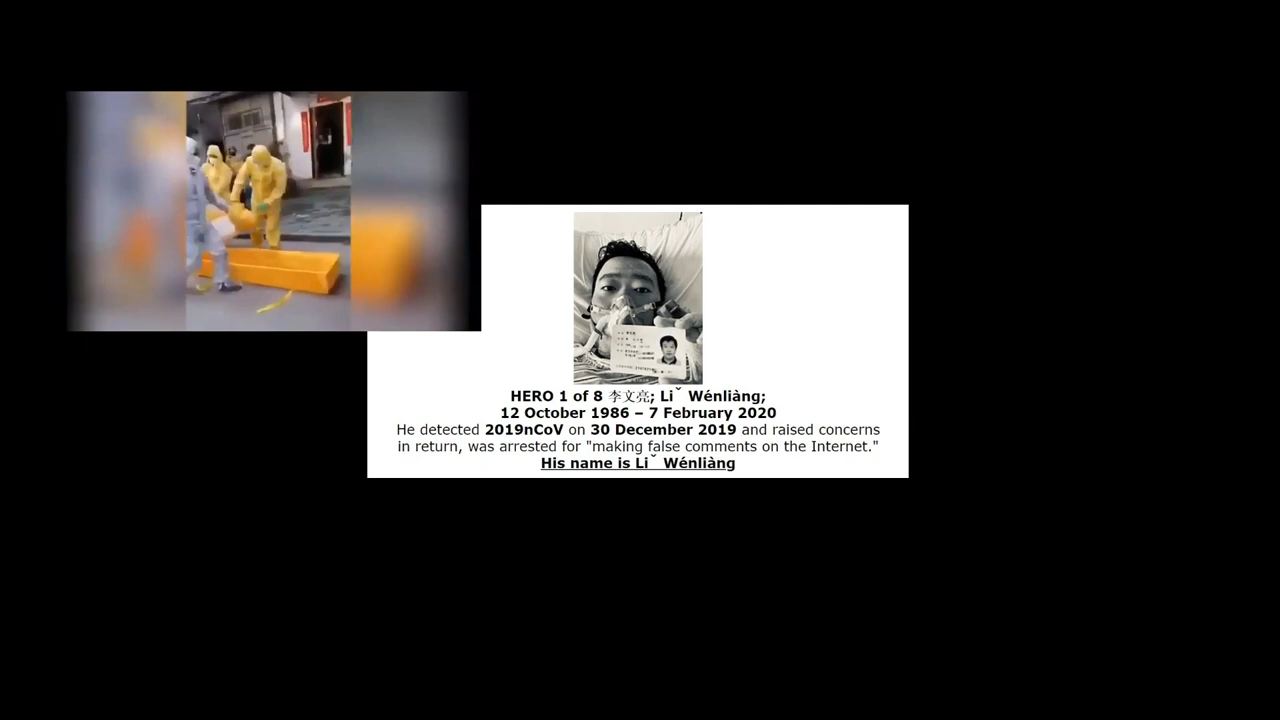 HERO 1 of 8 李文亮; Liˇ Wénliàng;
12 October 1986 – 7 February 2020
He detected 2019nCoV on 30 December 2019 and raised concerns
in return, was arrested for "making false comments on the Internet."
His name is Liˇ Wénliàng